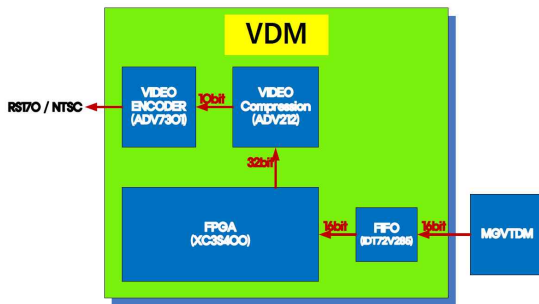 VDM
VIDEO
ENCODER
(ADV7301)
10bit
VIDEO
Compression
(ADV212)
RS170 / NTSC
32bit
FPGA
(XC3S400)
16bit
FIFO
(IDT72V285)
16bit
MGVTDM